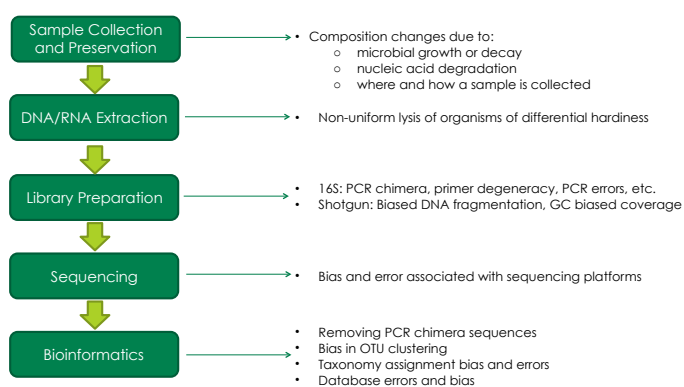 Sample Collection
and Preservation
• Composition changes due to:
○ microbial growth or decay
○ nucleic acid degradation
○ where and how a sample is collected
DNA/RNA Extraction
• Non-uniform lysis of organisms of differential hardiness
Library Preparation
• 16S: PCR chimera, primer degeneracy, PCR errors, etc.
• Shotgun: Biased DNA fragmentation, GC biased coverage
Sequencing
• Bias and error associated with sequencing platforms
Bioinformatics
• Removing PCR chimera sequences
• Bias in OTU clustering
• Taxonomy assignment bias and errors
• Database errors and bias